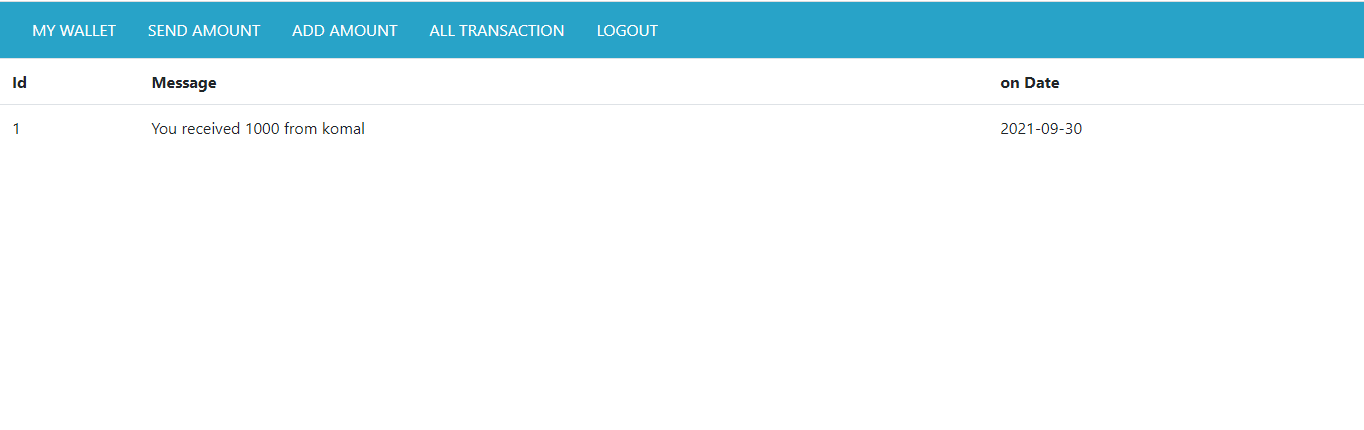 MY WALLET SEND AMOUNT ADD AMOUNT ALL TRANSACTION LOGOUT
Id Message on Date
1 You received 1000 from komal 2021-09-30